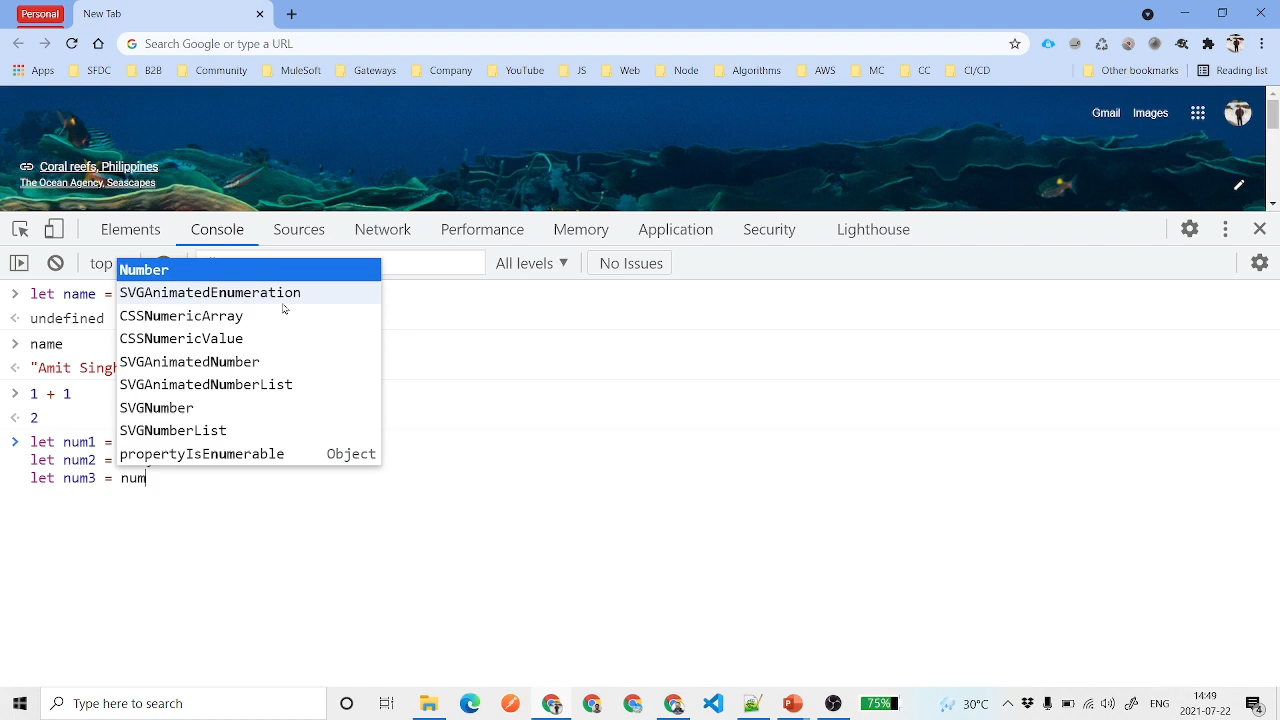 Personal
New Tab
Search Google or type a URL
Apps SFDC B2B Community MuleSoft Gateways Company YouTube JS Web Node Algorithms AWS MC CC CI/CD Other bookmarks Reading list
Gmail Images
Coral reefs, Philippines
The Ocean Agency, Seascapes
Elements Console Sources Network Performance Memory Application Security Lighthouse
top All levels ▼ No Issues
Number
SVGAnimatedEnumeration
CSSNumericArray
CSSNumericValue
SVGAnimatedNumber
SVGAnimatedNumberList
SVGNumber
SVGNumberList
propertyIsEnumerable Object
> let name =
undefined
> name
"Amit Singh
> 1 + 1
2
> let num1 =
let num2 =
let num3 = num
Type here to search
75% 30°C ENG 14:49
2021-07-22
4